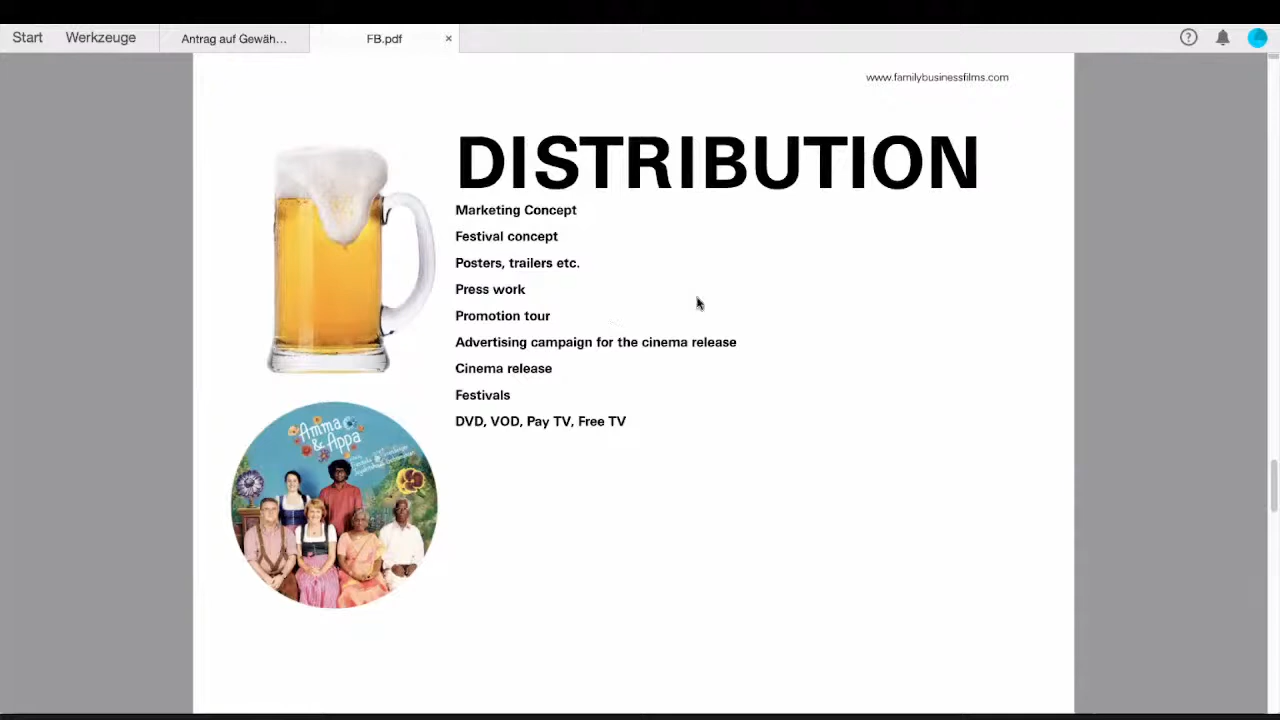 Start Werkzeuge Antrag auf Gewäh... FB.pdf
www.familybusinessfilms.com
DISTRIBUTION
Marketing Concept
Festival concept
Posters, trailers etc.
Press work
Promotion tour
Advertising campaign for the cinema release
Cinema release
Festivals
DVD, VOD, Pay TV, Free TV
Amma
& Appa